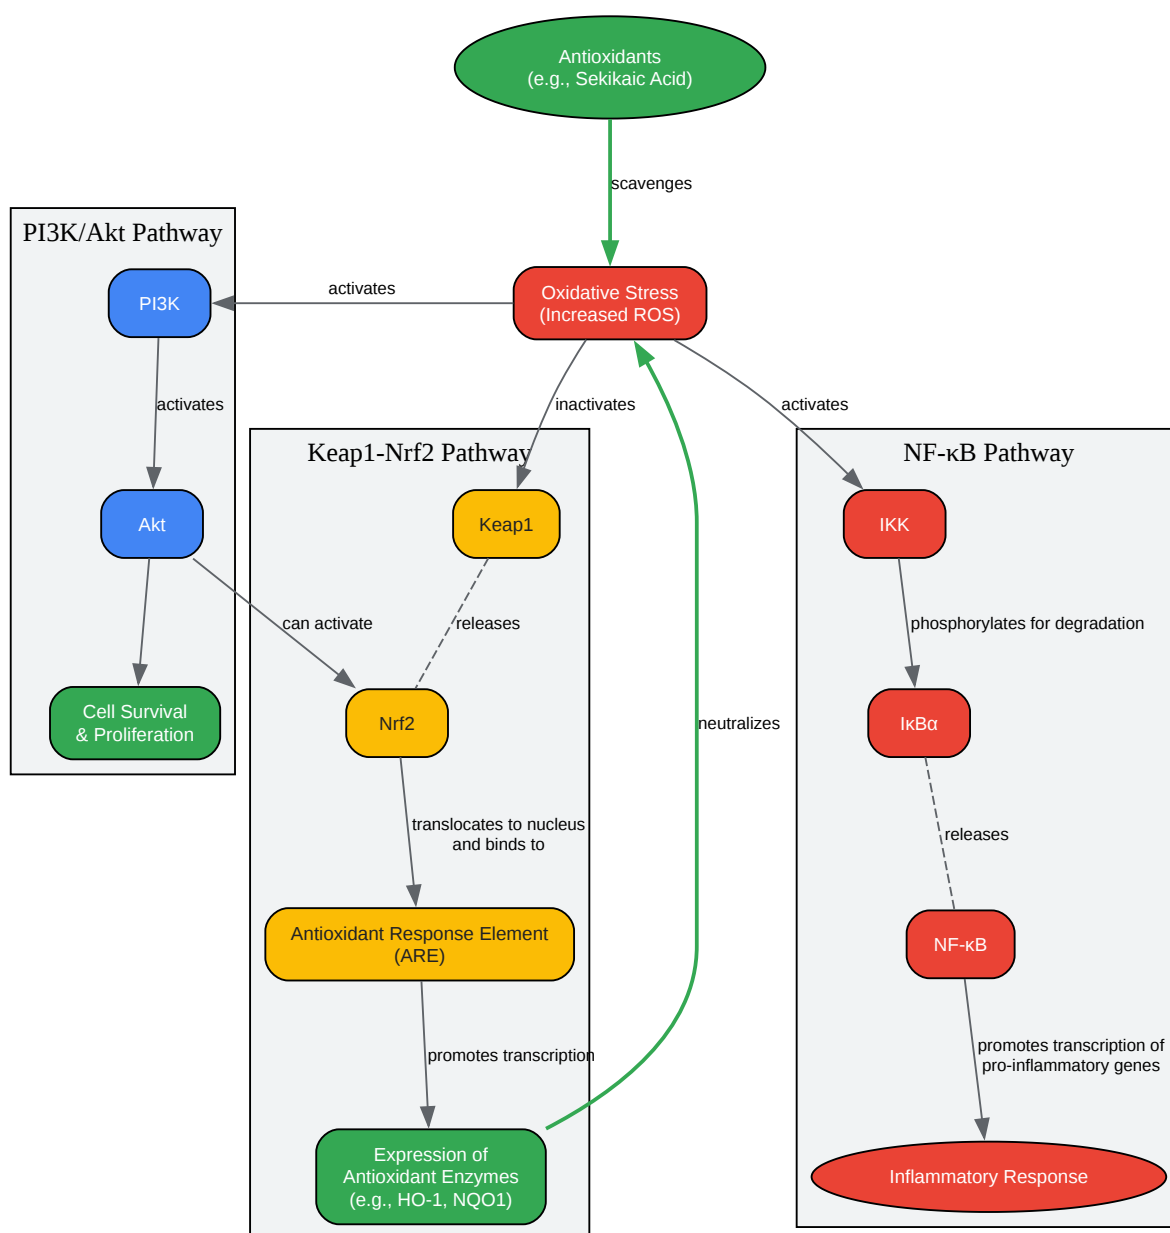 Antioxidants
(e.g., Sekikaic Acid)
scavenges
PI3K/Akt Pathway
PI3K
activates
Oxidative Stress
(Increased ROS)
activates
inactivates
activates
Keap1-Nrf2 Pathway
NF-κB Pathway
Akt
Keap1
IKK
can activate
releases
phosphorylates for degradation
Cell Survival
& Proliferation
Nrf2
neutralizes
IκBα
translocates to nucleus
and binds to
releases
Antioxidant Response Element
(ARE)
NF-κB
promotes transcription
promotes transcription of
pro-inflammatory genes
Expression of
Antioxidant Enzymes
(e.g., HO-1, NQO1)
Inflammatory Response